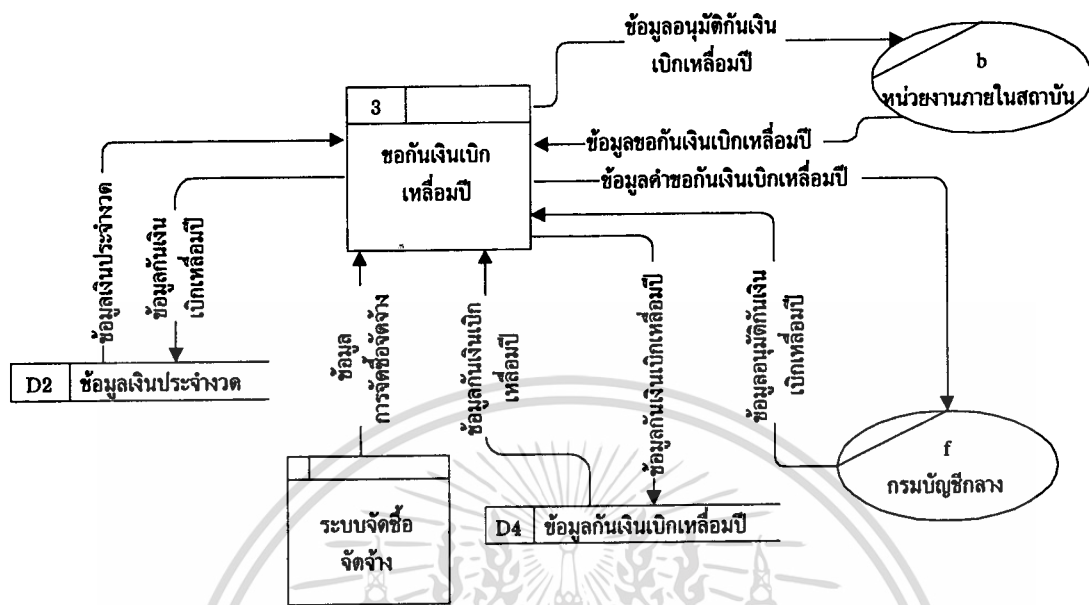 ข้อมูลอนุมัติกันเงิน
เบิกเหลื่อมปี
b
หน่วยงานภายในสถาบัน
3
ขอกันเงินเบิก
เหลื่อมปี
ข้อมูลขอกันเงินเบิกเหลื่อมปี
ข้อมูลคำขอกันเงินเบิกเหลื่อมปี
ข้อมูลเงินประจำงวด
ข้อมูลกันเงิน
เบิกเหลื่อมปี
ข้อมูล
การจัดซื้อจัดจ้าง
ข้อมูลกันเงินเบิก
เหลื่อมปี
ข้อมูลกันเงินเบิกเหลื่อมปี
ข้อมูลอนุมัติกันเงิน
เบิกเหลื่อมปี
D2 ข้อมูลเงินประจำงวด
f
กรมบัญชีกลาง
ระบบจัดซื้อ
จัดจ้าง
D4 ข้อมูลกันเงินเบิกเหลื่อมปี